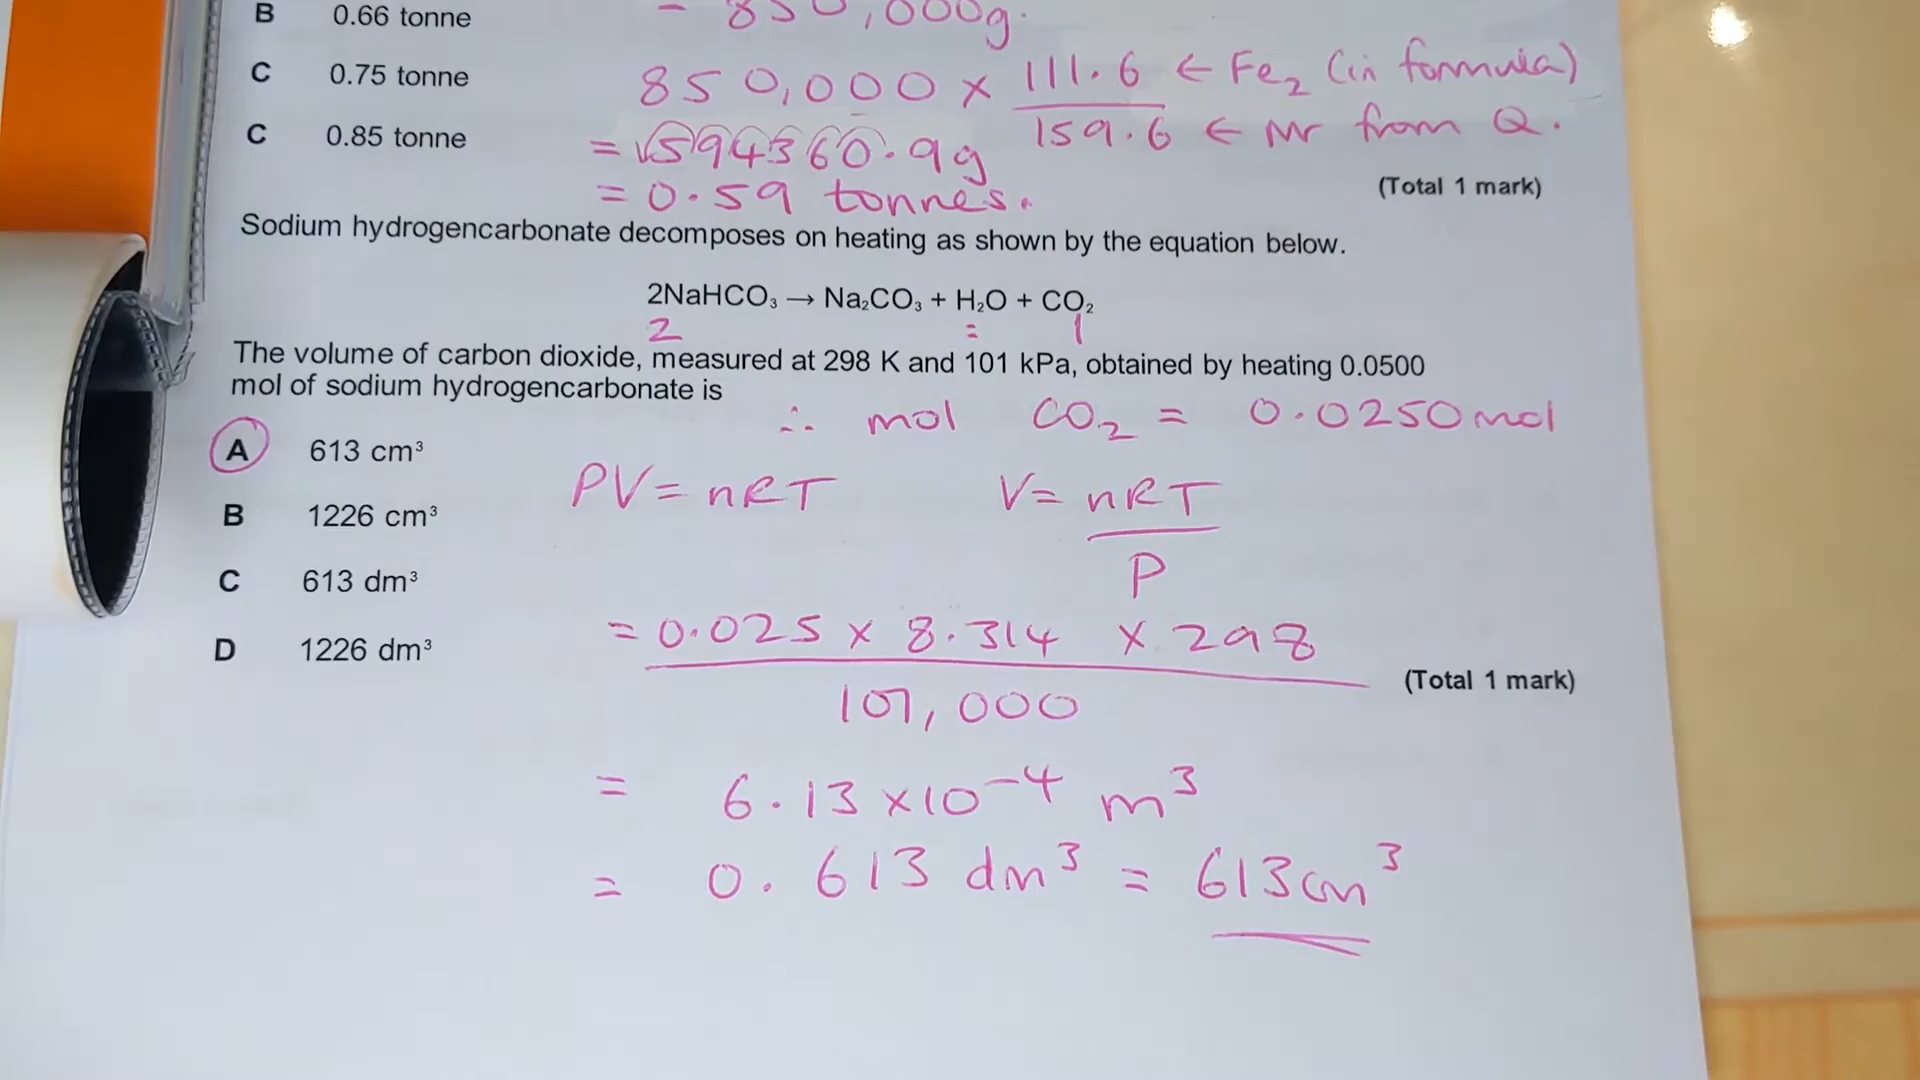 B 0.66 tonne = 850,000g.
C 0.75 tonne 850,000 × 111.6 ← Fe₂ (in formula)
159.6 ← Mr from Q.
C 0.85 tonne = 594360.9g
= 0.59 tonnes.
(Total 1 mark)
Sodium hydrogencarbonate decomposes on heating as shown by the equation below.
2NaHCO₃ → Na₂CO₃ + H₂O + CO₂
2 = 1
The volume of carbon dioxide, measured at 298 K and 101 kPa, obtained by heating 0.0500
mol of sodium hydrogencarbonate is
∴ mol CO₂ = 0.0250 mol
A 613 cm³
PV = nRT V = nRT
P
B 1226 cm³
C 613 dm³
= 0.025 × 8.314 × 298
101,000
D 1226 dm³
(Total 1 mark)
= 6.13 × 10⁻⁴ m³
= 0.613 dm³ = 613 cm³